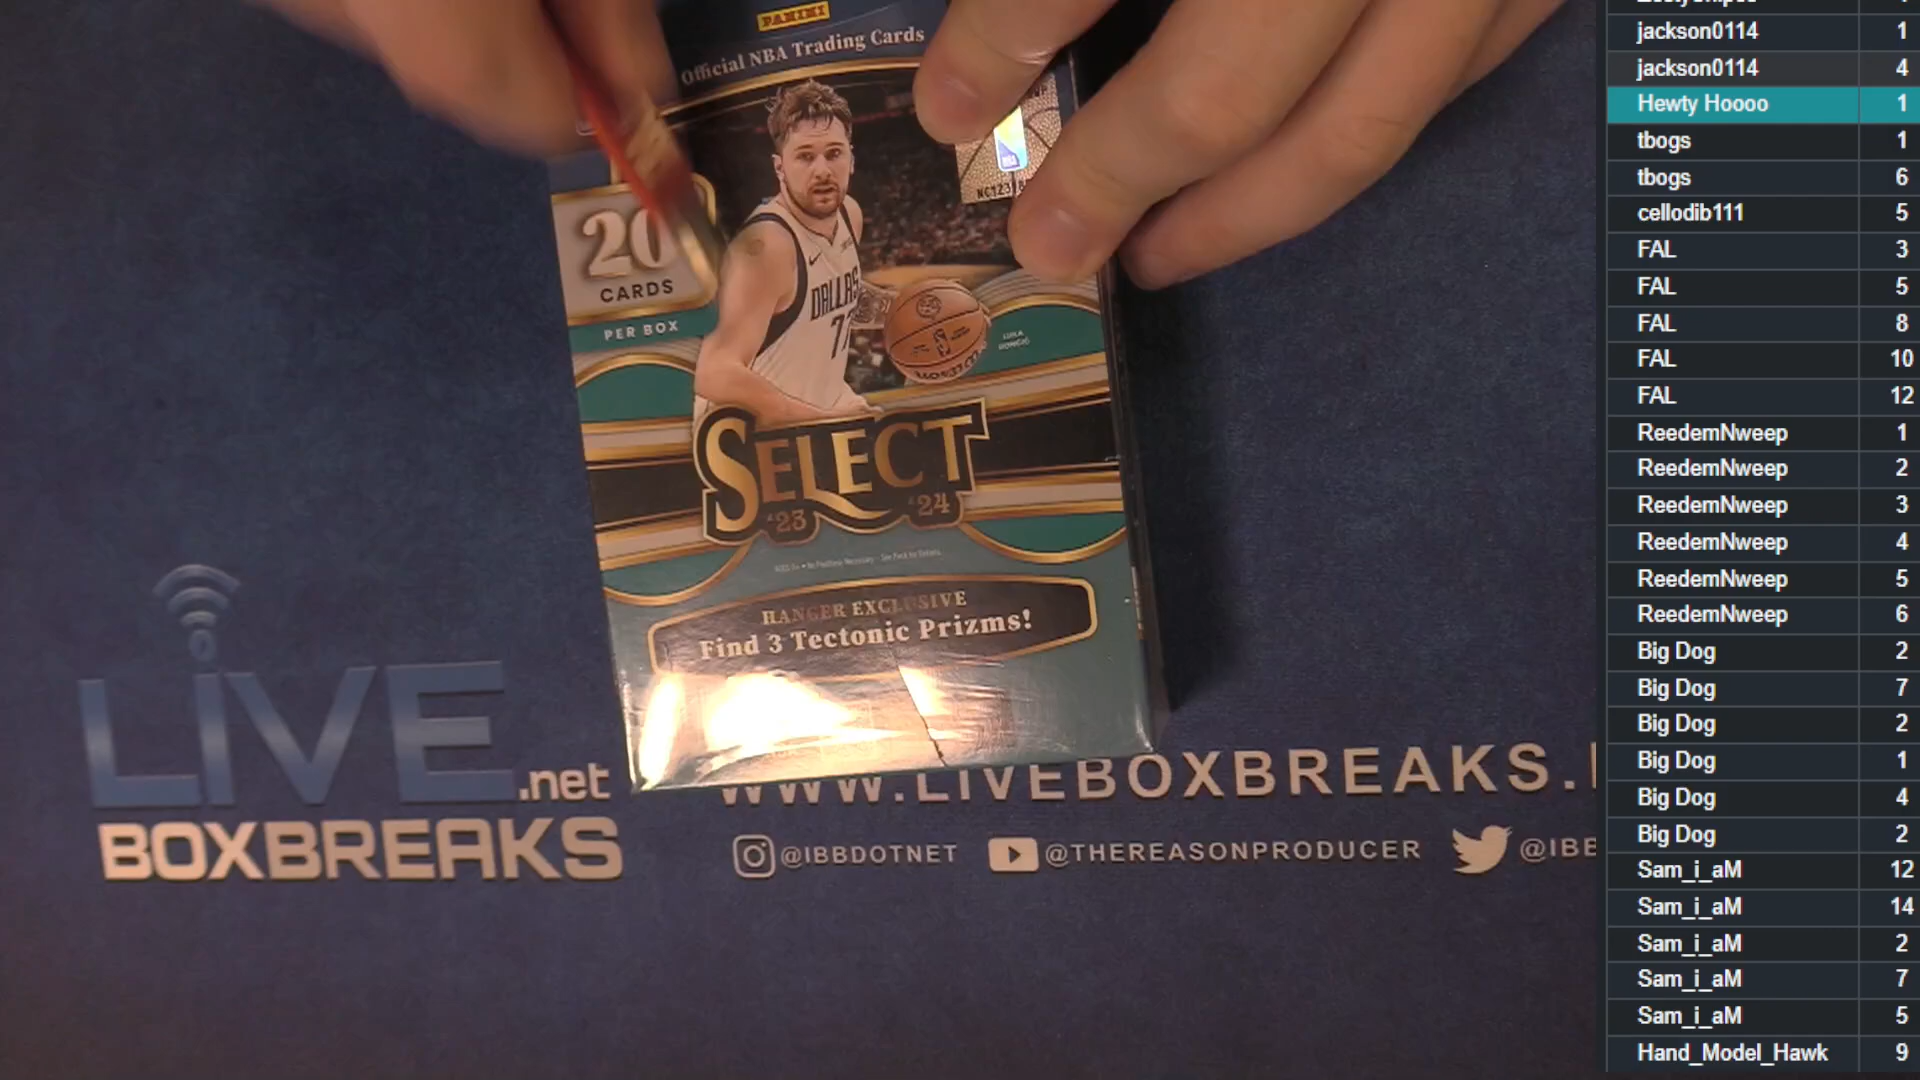 PANINI
Official NBA Trading Cards
20
CARDS
PER BOX
DALLAS
LUKA
DONČIĆ
SELECT
'23 '24
HANGER EXCLUSIVE
Find 3 Tectonic Prizms!
LIVE.net
BOXBREAKS
WWW.LIVEBOXBREAKS.
@IBBDOTNET
@THEREASONPRODUCER
@IBB
jackson0114 1
jackson0114 4
Hewty Hoooo 1
tbogs 1
tbogs 6
cellodib111 5
FAL 3
FAL 5
FAL 8
FAL 10
FAL 12
ReedemNweep 1
ReedemNweep 2
ReedemNweep 3
ReedemNweep 4
ReedemNweep 5
ReedemNweep 6
Big Dog 2
Big Dog 7
Big Dog 2
Big Dog 1
Big Dog 4
Big Dog 2
Sam_i_aM 12
Sam_i_aM 14
Sam_i_aM 2
Sam_i_aM 7
Sam_i_aM 5
Hand_Model_Hawk 9